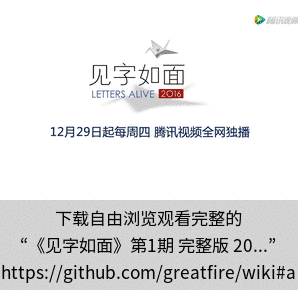 腾讯视频
见字如面
LETTERS ALIVE 2016
12月29日起每周四 腾讯视频全网独播
下载自由浏览观看完整的
“《见字如面》第1期 完整版 20...”
https://github.com/greatfire/wiki#a